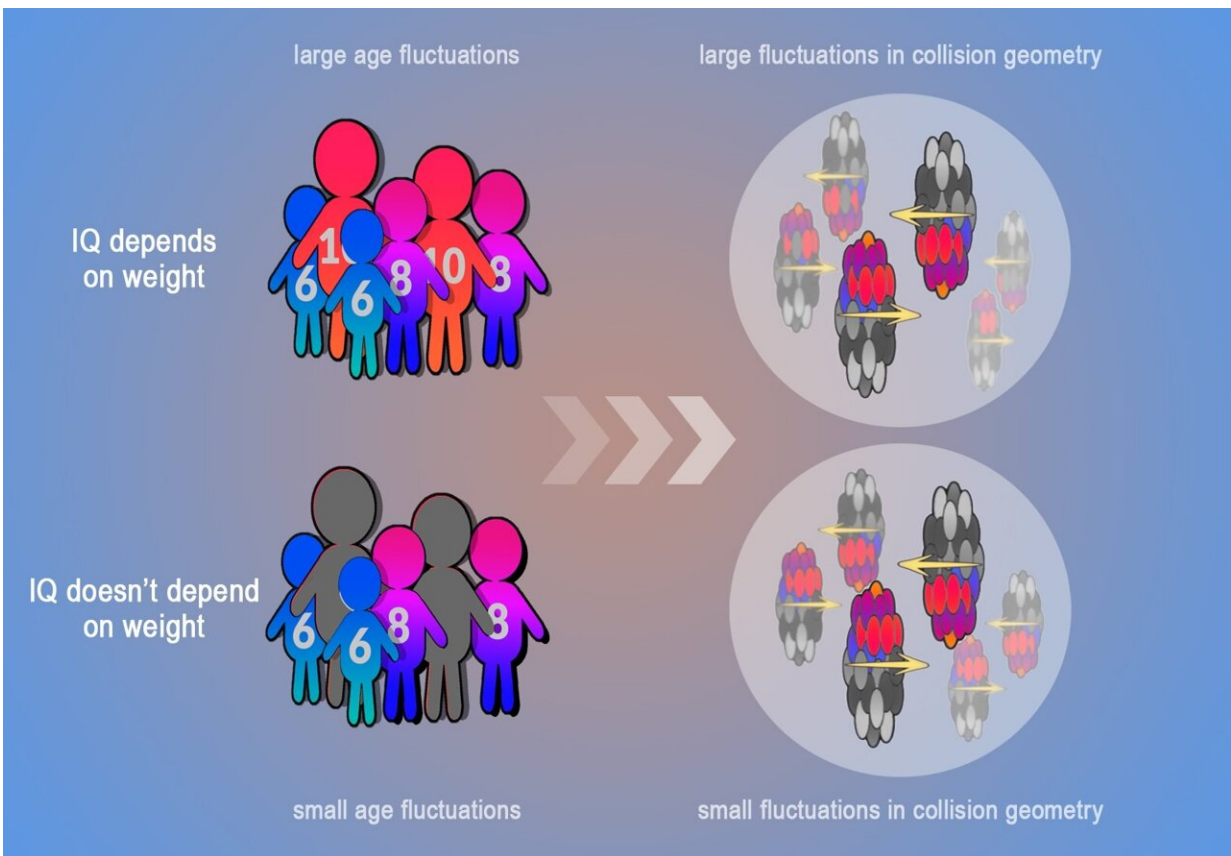 large age fluctuations
large fluctuations in collision geometry
IQ depends
on weight
6
10
6
8
10
8
IQ doesn't depend
on weight
6
6
8
8
small age fluctuations
small fluctuations in collision geometry